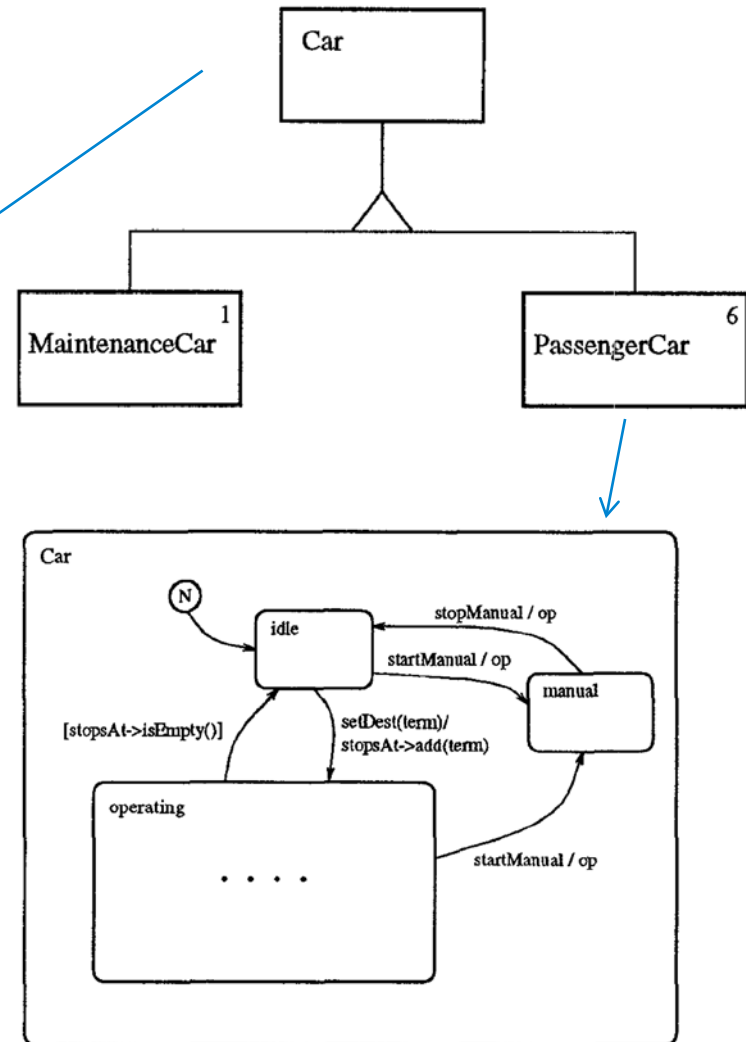 Car
1
MaintenanceCar
6
PassengerCar
Car
N
idle
stopManual / op
startManual / op
manual
[stopsAt->isEmpty()]
setDest(term)/
stopsAt->add(term)
operating
. . . .
startManual / op